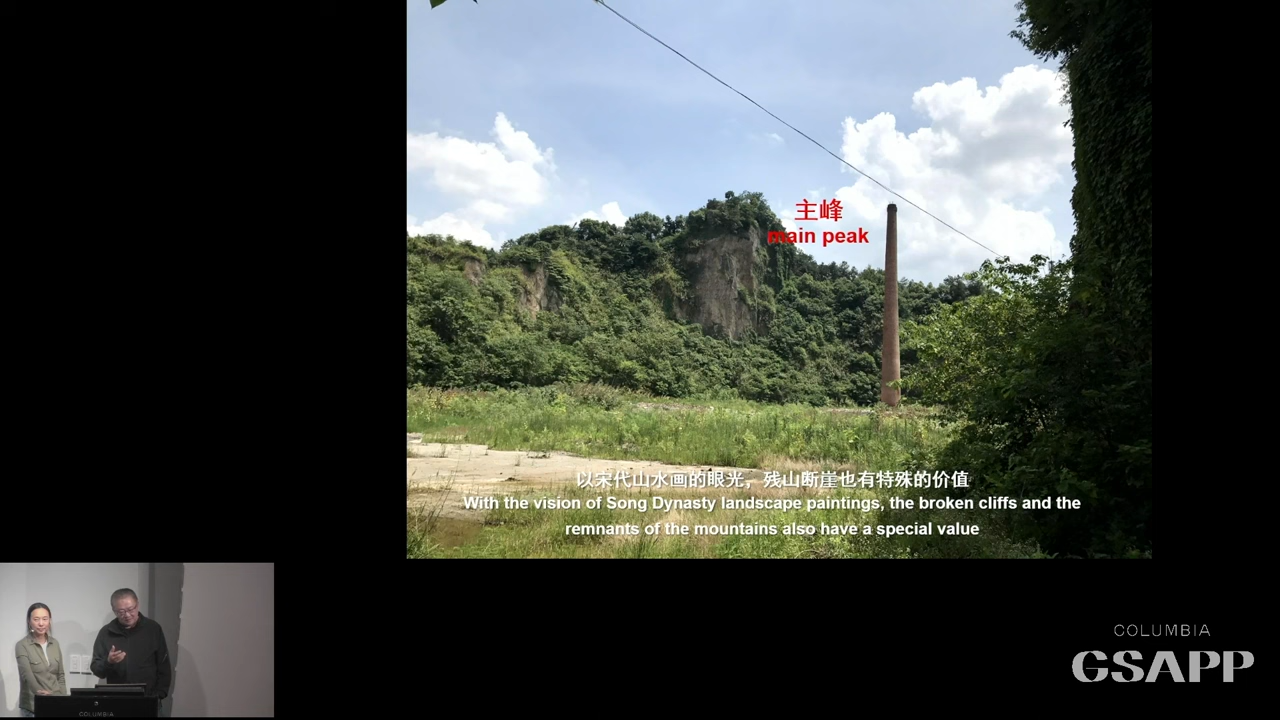 主峰
main peak
以宋代山水画的眼光，残山断崖也有特殊的价值
With the vision of Song Dynasty landscape paintings, the broken cliffs and the
remnants of the mountains also have a special value
COLUMBIA
COLUMBIA
GSAPP